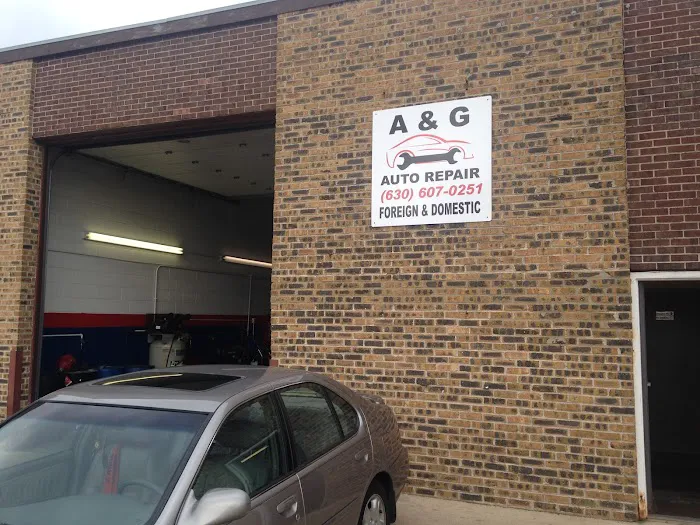 A & G
AUTO REPAIR
(630) 607-0251
FOREIGN & DOMESTIC